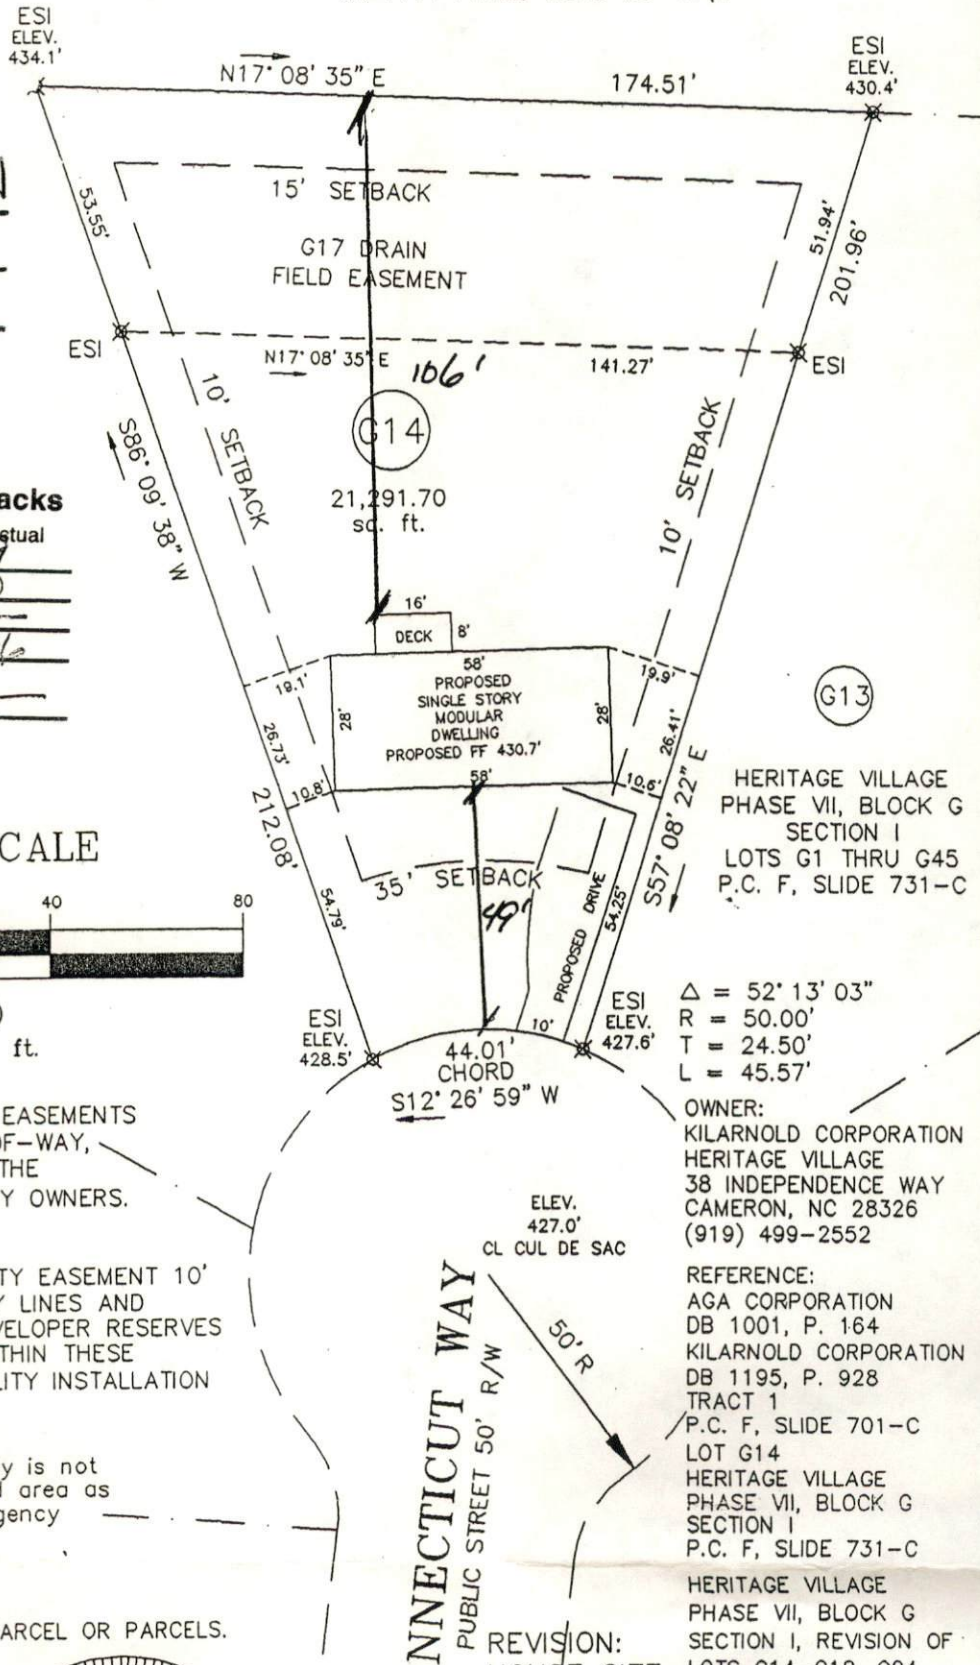 ESI
ELEV.
434.1'
N17° 08' 35" E
174.51'
ESI
ELEV.
430.4'
53.55'
15' SETBACK
G17 DRAIN
FIELD EASEMENT
51.94'
201.96'
ESI
N17° 08' 35" E
106'
141.27'
ESI
10' SETBACK
G14
21,291.70
sq. ft.
10' SETBACK
S86° 09' 38" W
acks
16'
DECK
8'
19.1'
58'
PROPOSED
SINGLE STORY
MODULAR
DWELLING
PROPOSED FF 430.7'
58'
28'
28'
19.9'
G13
26.73'
26.41'
10.8'
10.6'
212.08'
S57° 08' 22" E
HERITAGE VILLAGE
PHASE VII, BLOCK G
SECTION I
LOTS G1 THRU G45
P.C. F, SLIDE 731-C
CALE
40
80
35' SETBACK
49'
54.79'
PROPOSED DRIVE
54.25'
10'
ft.
ESI
ELEV.
428.5'
44.01'
CHORD
S12° 26' 59" W
ESI
ELEV.
427.6'
Δ = 52° 13' 03"
R = 50.00'
T = 24.50'
L = 45.57'
EASEMENTS
OF-WAY,
THE
Y OWNERS.
OWNER:
KILARNOLD CORPORATION
HERITAGE VILLAGE
38 INDEPENDENCE WAY
CAMERON, NC 28326
(919) 499-2552
ELEV.
427.0'
CL CUL DE SAC
TY EASEMENT 10'
Y LINES AND
VELOPER RESERVES
THIN THESE
LITY INSTALLATION
50' R
REFERENCE:
AGA CORPORATION
DB 1001, P. 164
KILARNOLD CORPORATION
DB 1195, P. 928
TRACT 1
P.C. F, SLIDE 701-C
LOT G14
HERITAGE VILLAGE
PHASE VII, BLOCK G
SECTION I
P.C. F, SLIDE 731-C
y is not
area as
gency
NNECTICUT WAY
PUBLIC STREET 50' R/W
HERITAGE VILLAGE
PHASE VII, BLOCK G
SECTION I, REVISION OF
ARCEL OR PARCELS.
REVISION: